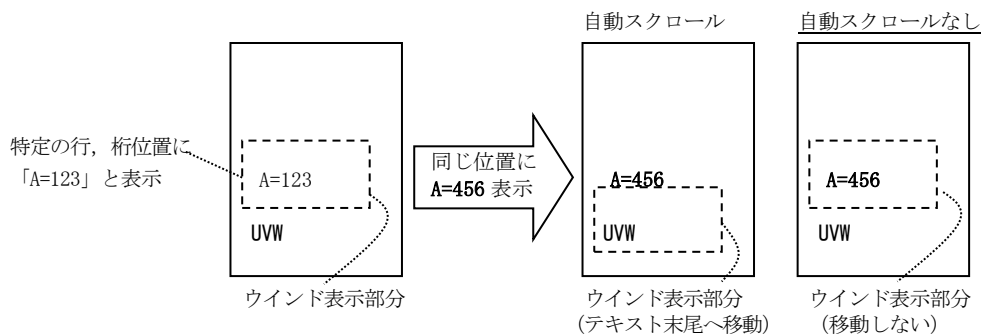 自動スクロール
自動スクロールなし
特定の行，桁位置に
「A=123」と表示
A=123
UVW
同じ位置に
A=456 表示
A=456
UVW
A=456
UVW
ウインド表示部分
ウインド表示部分
（テキスト末尾へ移動）
ウインド表示部分
（移動しない）